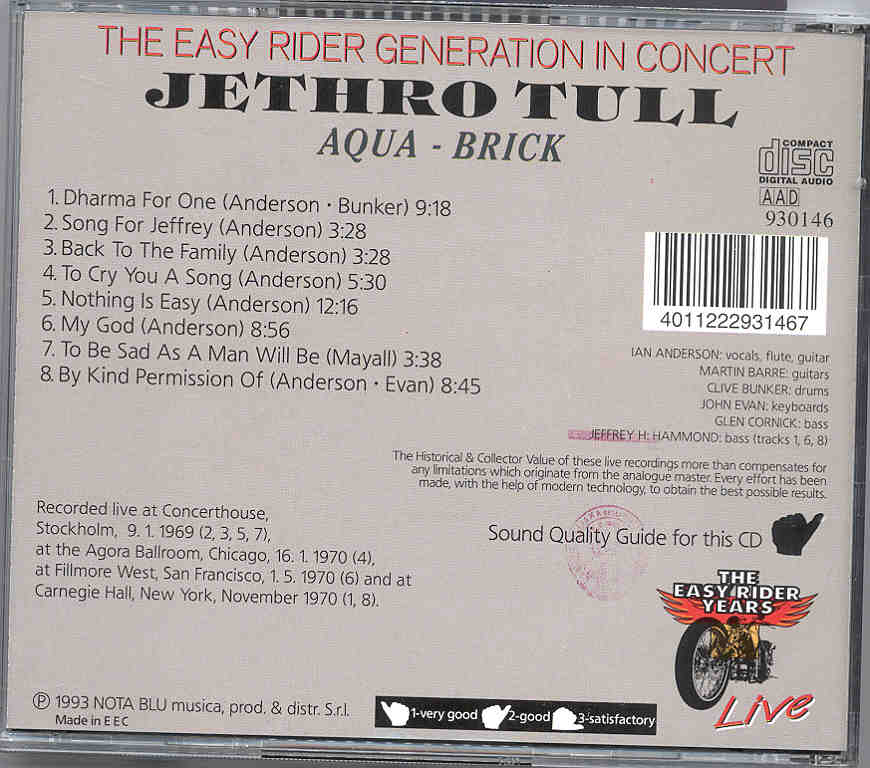 THE EASY RIDER GENERATION IN CONCERT
JETHRO TULL
AQUA - BRICK
COMPACT
disc
DIGITAL AUDIO
AAD
930146
1. Dharma For One (Anderson · Bunker) 9:18
2. Song For Jeffrey (Anderson) 3:28
3. Back To The Family (Anderson) 3:28
4. To Cry You A Song (Anderson) 5:30
5. Nothing Is Easy (Anderson) 12:16
6. My God (Anderson) 8:56
7. To Be Sad As A Man Will Be (Mayall) 3:38
8. By Kind Permission Of (Anderson · Evan) 8:45
4011222931467
IAN ANDERSON: vocals, flute, guitar
MARTIN BARRE: guitars
CLIVE BUNKER: drums
JOHN EVAN: keyboards
GLEN CORNICK: bass
JEFFREY H: HAMMOND: bass (tracks 1, 6, 8)
The Historical & Collector Value of these live recordings more than compensates for
any limitations which originate from the analogue master. Every effort has been
made, with the help of modern technology, to obtain the best possible results.
Recorded live at Concerthouse,
Stockholm, 9. 1. 1969 (2, 3, 5, 7),
at the Agora Ballroom, Chicago, 16. 1. 1970 (4),
at Fillmore West, San Francisco, 1. 5. 1970 (6) and at
Carnegie Hall, New York, November 1970 (1, 8).
Sound Quality Guide for this CD
THE
EASY RIDER
YEARS
Live
℗ 1993 NOTA BLU musica, prod. & distr. S.r.l.
Made in EEC
1-very good 2-good 3-satisfactory